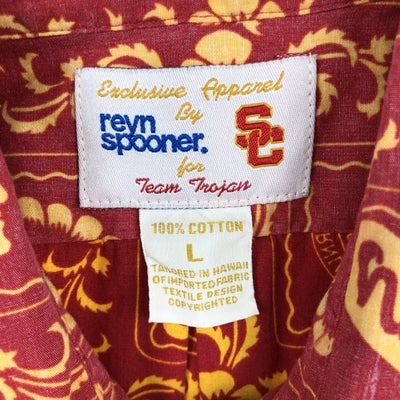 Exclusive Apparel
By
reyn
spooner.
SC
for
Team Trojan
100% COTTON
L
TAILORED IN HAWAII
OF IMPORTED FABRIC
TEXTILE DESIGN
COPYRIGHTED